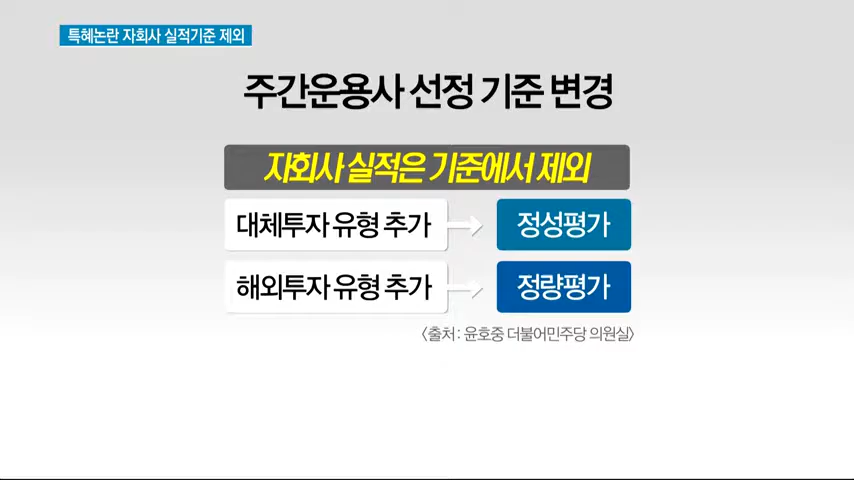 특혜논란 자회사 실적기준 제외
주간운용사 선정 기준 변경
자회사 실적은 기준에서 제외
대체투자 유형 추가 정성평가
해외투자 유형 추가 정량평가
<출처 : 윤호중 더불어민주당 의원실>